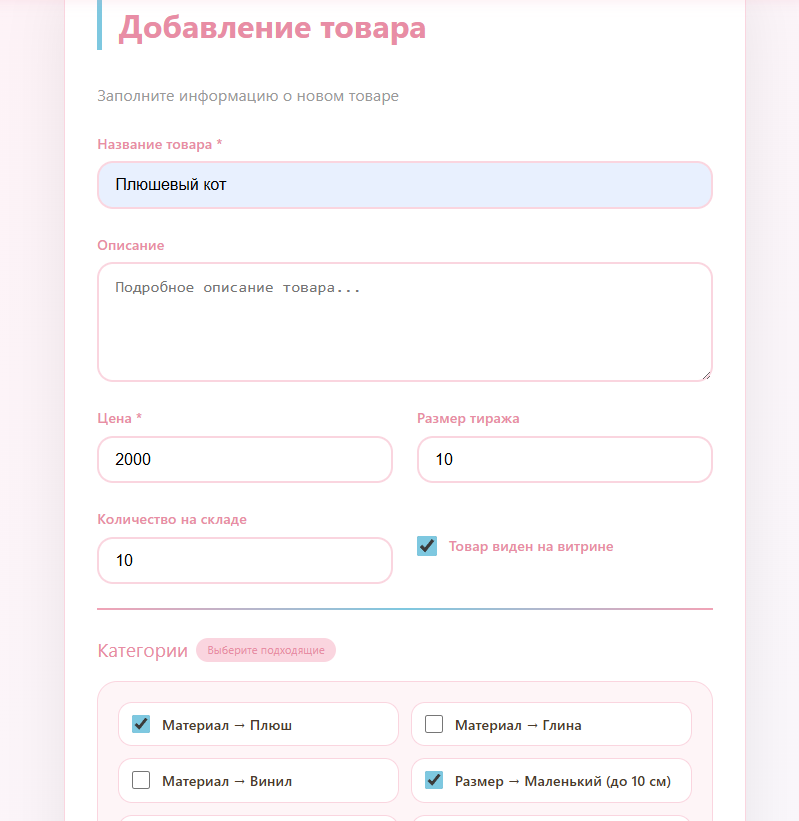 Добавление товара
Заполните информацию о новом товаре
Название товара *
Плюшевый кот
Описание
Подробное описание товара...
Цена *
Размер тиража
2000
10
Количество на складе
10
Товар виден на витрине
Категории Выберите подходящие
Материал → Плюш
Материал → Глина
Материал → Винил
Размер → Маленький (до 10 см)